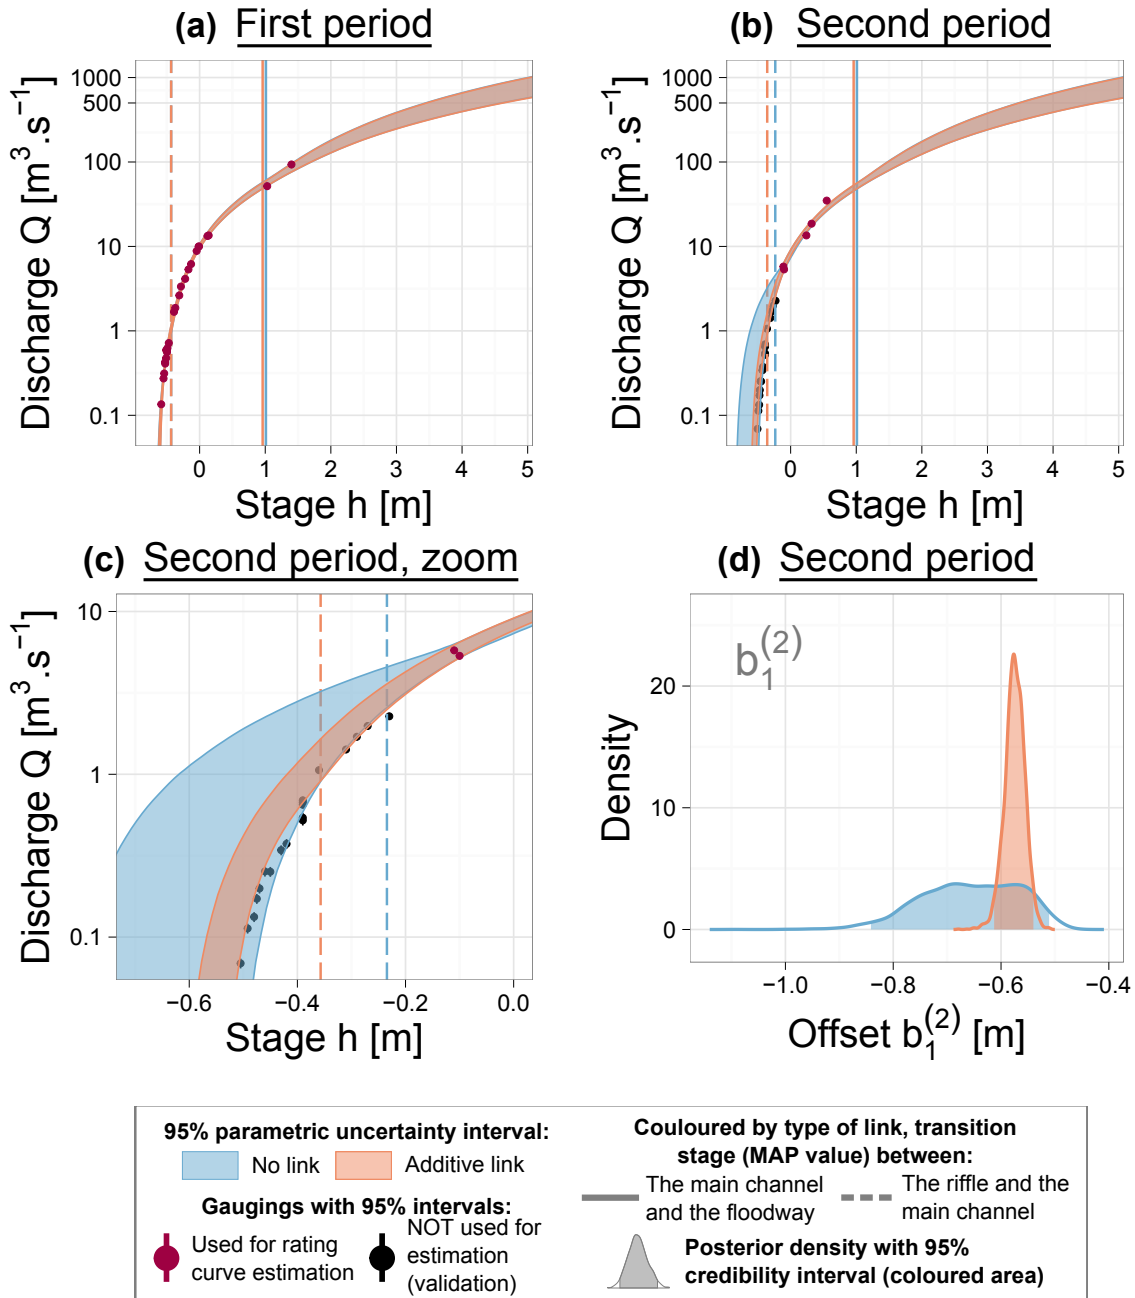 (a) First period
Discharge Q [m³.s⁻¹]
1000
500
100
10
1
0.1
0 1 2 3 4 5
Stage h [m]
(b) Second period
Discharge Q [m³.s⁻¹]
1000
500
100
10
1
0.1
0 1 2 3 4 5
Stage h [m]
(c) Second period, zoom
Discharge Q [m³.s⁻¹]
10
1
0.1
−0.6 −0.4 −0.2 0.0
Stage h [m]
(d) Second period
b₁⁽²⁾
Density
20
10
0
−1.0 −0.8 −0.6 −0.4
Offset b₁⁽²⁾ [m]
95% parametric uncertainty interval:
No link Additive link
Gaugings with 95% intervals:
Used for rating
curve estimation
NOT used for
estimation
(validation)
Couloured by type of link, transition
stage (MAP value) between:
The main channel
and the floodway
The riffle and the
main channel
Posterior density with 95%
credibility interval (coloured area)